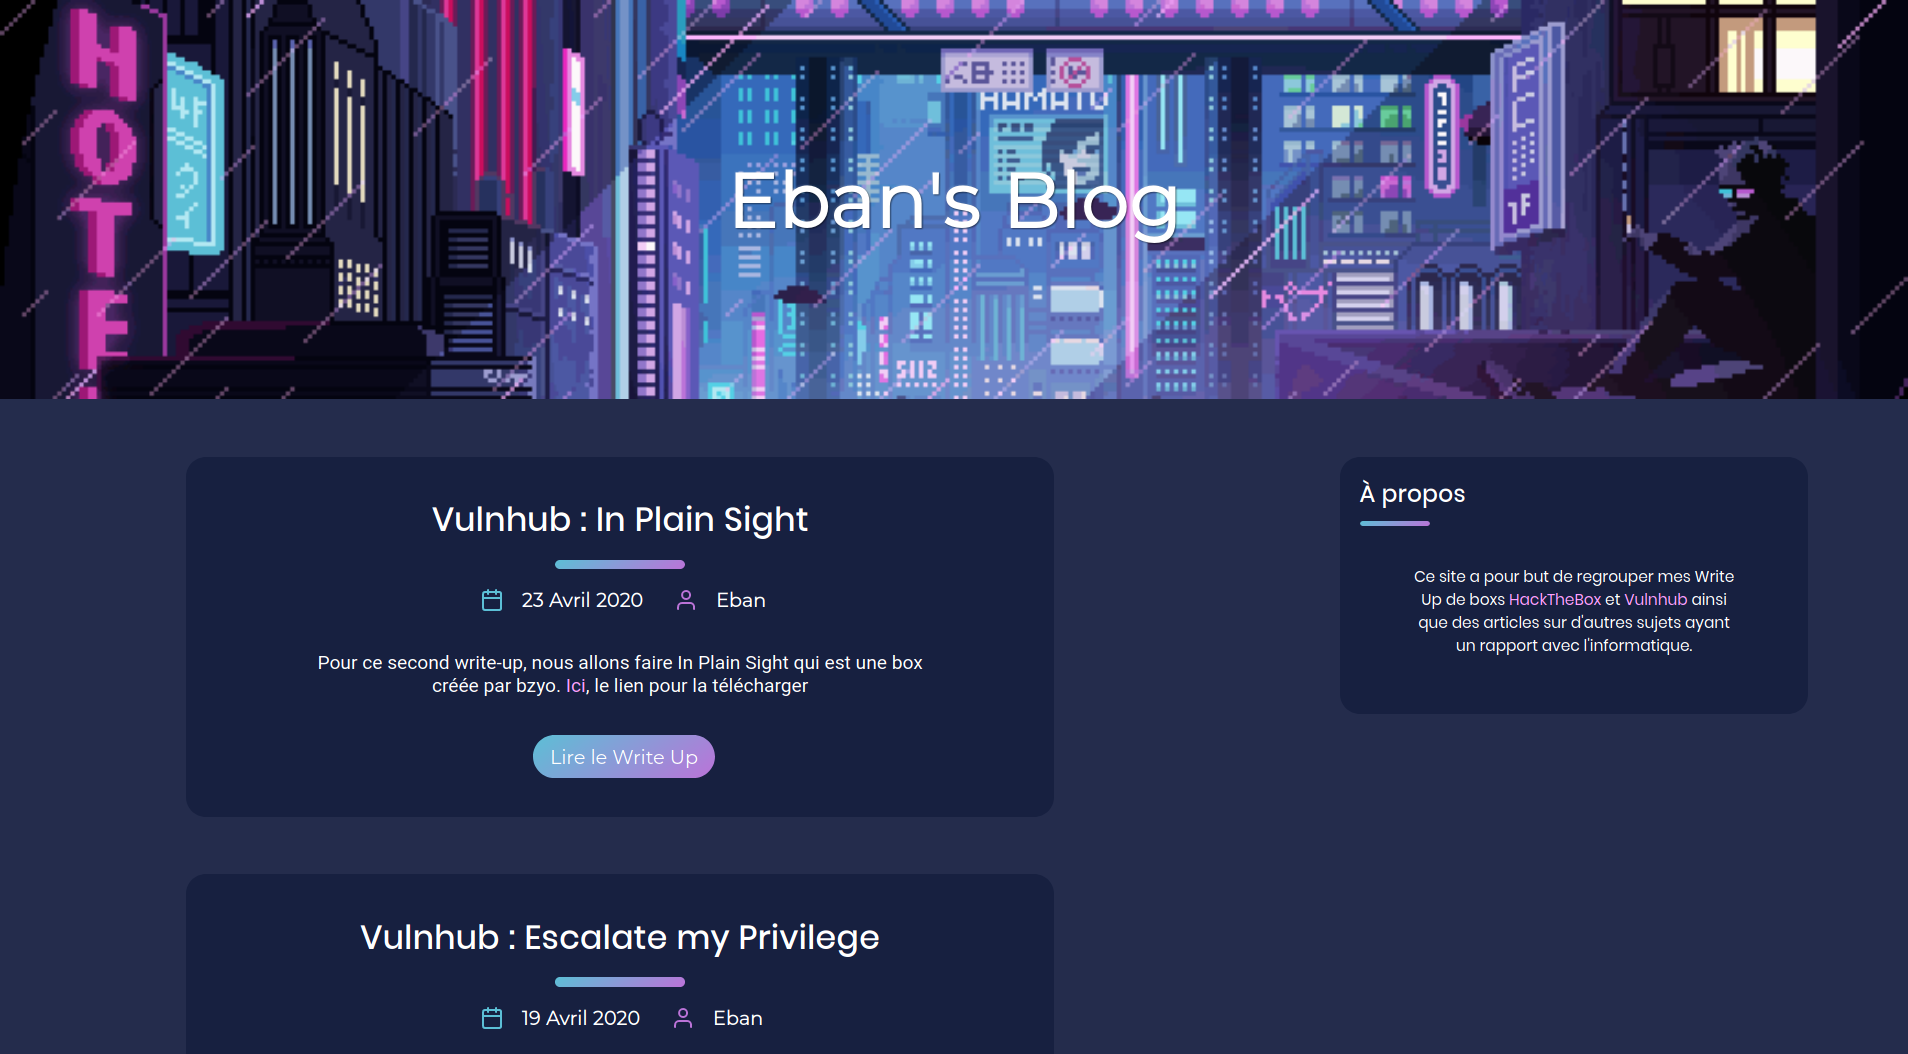 HOTE
HAMATO
Eban's Blog
Vulnhub : In Plain Sight
23 Avril 2020 Eban
Pour ce second write-up, nous allons faire In Plain Sight qui est une box
créée par bzyo. Ici, le lien pour la télécharger
Lire le Write Up
Vulnhub : Escalate my Privilege
19 Avril 2020 Eban
À propos
Ce site a pour but de regrouper mes Write
Up de boxs HackTheBox et Vulnhub ainsi
que des articles sur d'autres sujets ayant
un rapport avec l'informatique.